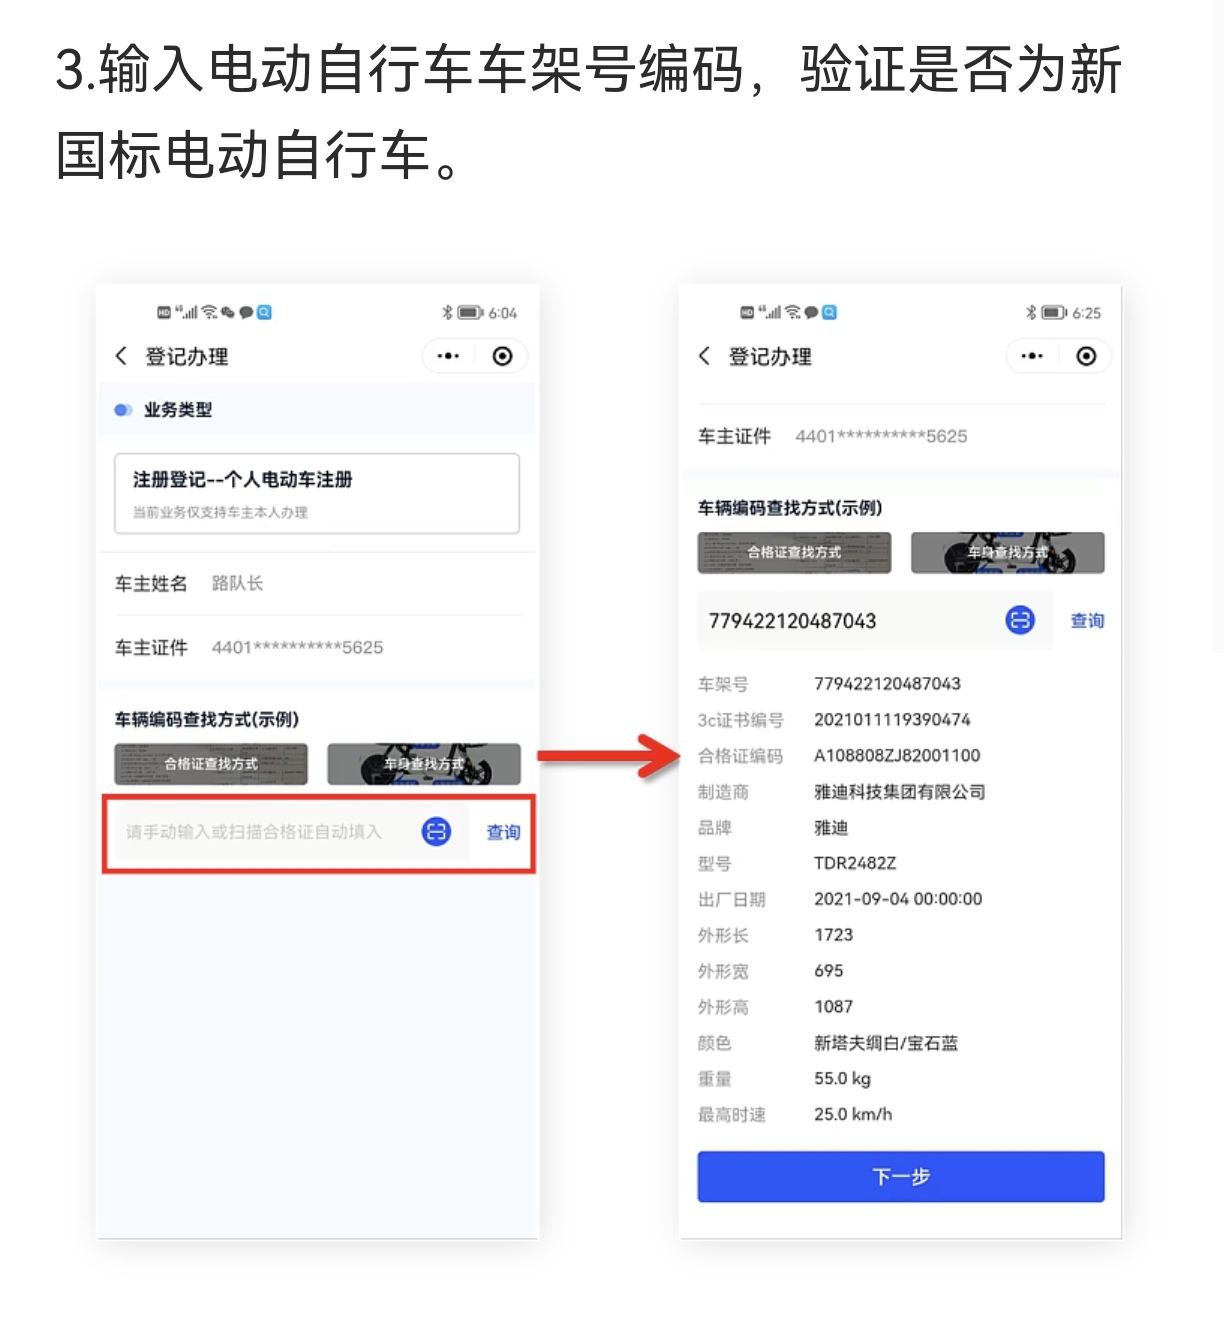 3.输入电动自行车车架号编码，验证是否为新
国标电动自行车。
6:04
登记办理
业务类型
注册登记--个人电动车注册
当前业务仅支持车主本人办理
车主姓名 路队长
车主证件 4401**********5625
车辆编码查找方式(示例)
合格证查找方式 车身查找方式
请手动输入或扫描合格证自动填入 查询
6:25
登记办理
车主证件 4401**********5625
车辆编码查找方式(示例)
合格证查找方式 车身查找方式
779422120487043 查询
车架号 779422120487043
3c证书编号 2021011119390474
合格证编码 A108808ZJ82001100
制造商 雅迪科技集团有限公司
品牌 雅迪
型号 TDR2482Z
出厂日期 2021-09-04 00:00:00
外形长 1723
外形宽 695
外形高 1087
颜色 新塔夫绸白/宝石蓝
重量 55.0 kg
最高时速 25.0 km/h
下一步